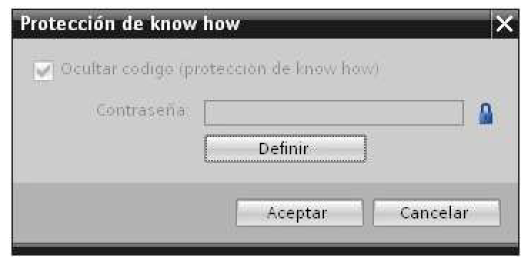 Protección de know how
Ocultar codigo (protección de know how)
Contraseña:
Definir
Aceptar
Cancelar